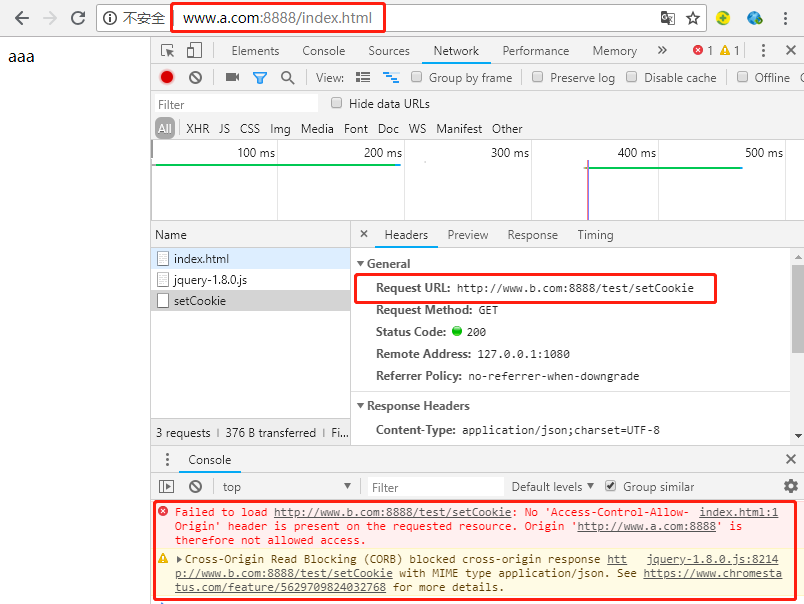 不安全 www.a.com:8888/index.html
aaa
Elements Console Sources Network Performance Memory » 1 1
View: Group by frame Preserve log Disable cache Offline
Filter Hide data URLs
All XHR JS CSS Img Media Font Doc WS Manifest Other
100 ms 200 ms 300 ms 400 ms 500 ms
Name
index.html
jquery-1.8.0.js
setCookie
3 requests | 376 B transferred | Fi...
× Headers Preview Response Timing
General
Request URL: http://www.b.com:8888/test/setCookie
Request Method: GET
Status Code: 200
Remote Address: 127.0.0.1:1080
Referrer Policy: no-referrer-when-downgrade
Response Headers
Content-Type: application/json;charset=UTF-8
Console
top Filter Default levels Group similar
Failed to load http://www.b.com:8888/test/setCookie: No 'Access-Control-Allow- index.html:1
Origin' header is present on the requested resource. Origin 'http://www.a.com:8888' is
therefore not allowed access.
Cross-Origin Read Blocking (CORB) blocked cross-origin response htt jquery-1.8.0.js:8214
p://www.b.com:8888/test/setCookie with MIME type application/json. See https://www.chromesta
tus.com/feature/5629709824032768 for more details.